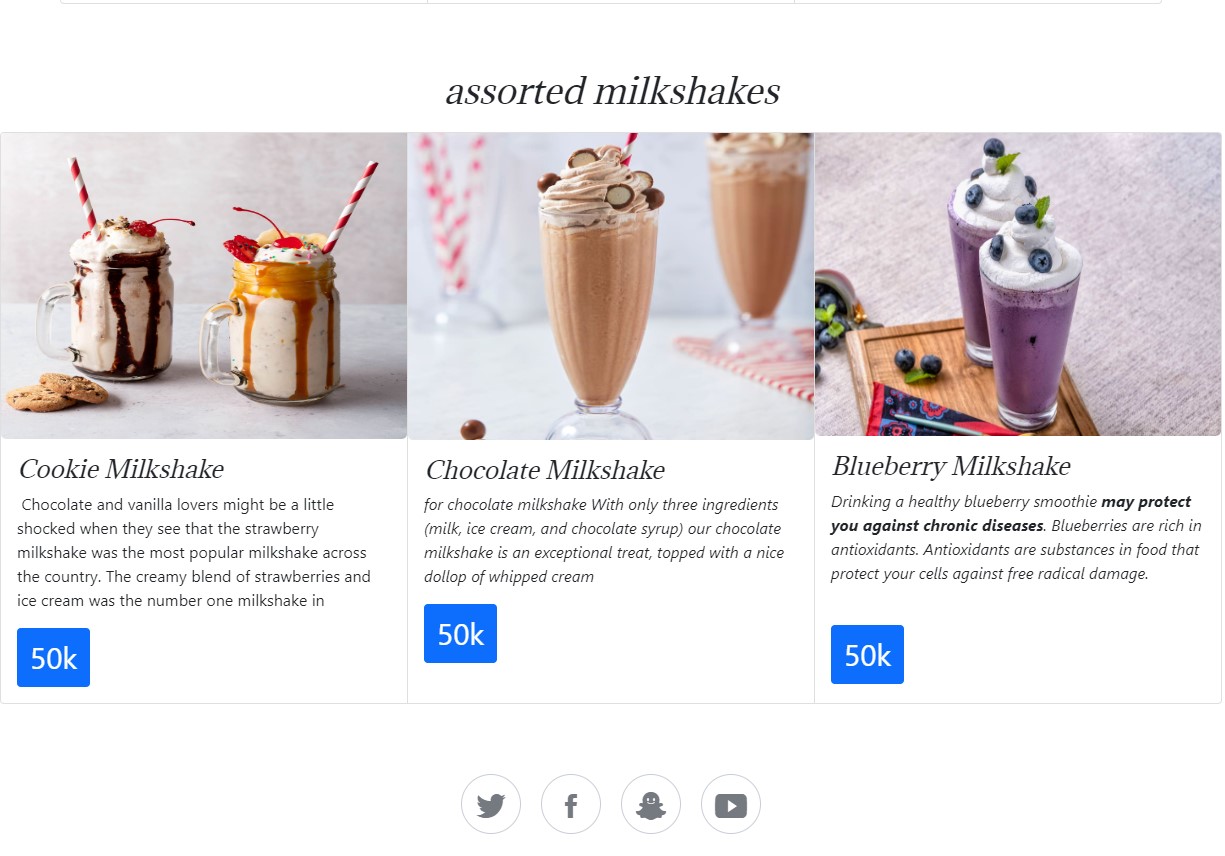 assorted milkshakes
Cookie Milkshake
Chocolate and vanilla lovers might be a little
shocked when they see that the strawberry
milkshake was the most popular milkshake across
the country. The creamy blend of strawberries and
ice cream was the number one milkshake in
50k
Chocolate Milkshake
for chocolate milkshake With only three ingredients
(milk, ice cream, and chocolate syrup) our chocolate
milkshake is an exceptional treat, topped with a nice
dollop of whipped cream
50k
Blueberry Milkshake
Drinking a healthy blueberry smoothie may protect
you against chronic diseases. Blueberries are rich in
antioxidants. Antioxidants are substances in food that
protect your cells against free radical damage.
50k